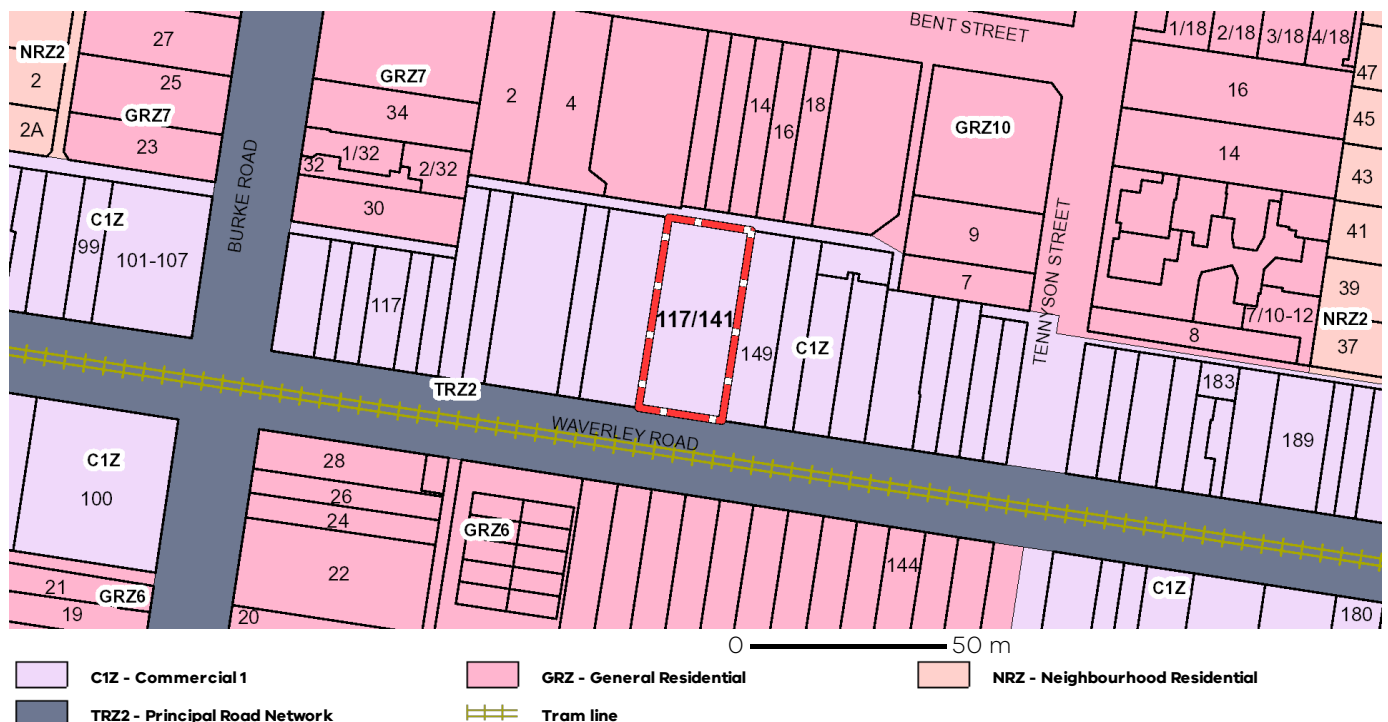 BENT STREET
1/18 2/18 3/18 4/18
27
NRZ2
GRZ7
47
2
25
2
4
14
18
16
34
16
45
GRZ7
GRZ10
2A
23
1/32
2/32
32
14
43
30
BURKE ROAD
C1Z
99
101-107
9
41
7
TENNYSON STREET
39
117
117/141
149
C1Z
7/10-12
NRZ2
8
37
TRZ2
183
WAVERLEY ROAD
189
C1Z
100
28
26
24
GRZ6
22
144
21
GRZ6
19
20
C1Z
180
0 50 m
C1Z - Commercial 1
GRZ - General Residential
NRZ - Neighbourhood Residential
TRZ2 - Principal Road Network
Tram line